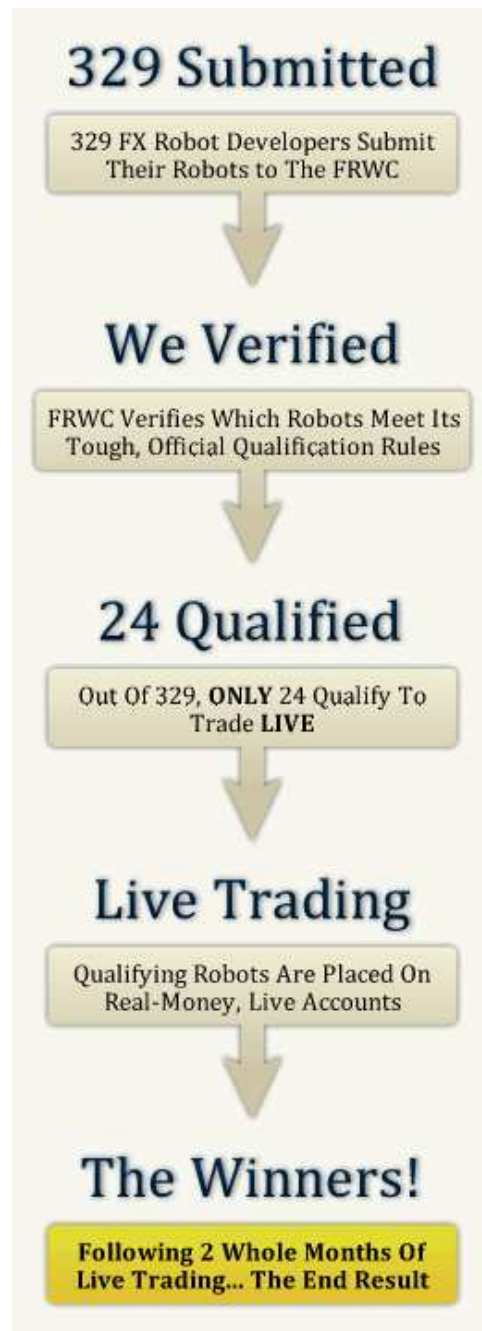 329 Submitted
329 FX Robot Developers Submit
Their Robots to The FRWC
We Verified
FRWC Verifies Which Robots Meet Its
Tough, Official Qualification Rules
24 Qualified
Out Of 329, ONLY 24 Qualify To
Trade LIVE
Live Trading
Qualifying Robots Are Placed On
Real-Money, Live Accounts
The Winners!
Following 2 Whole Months Of
Live Trading... The End Result